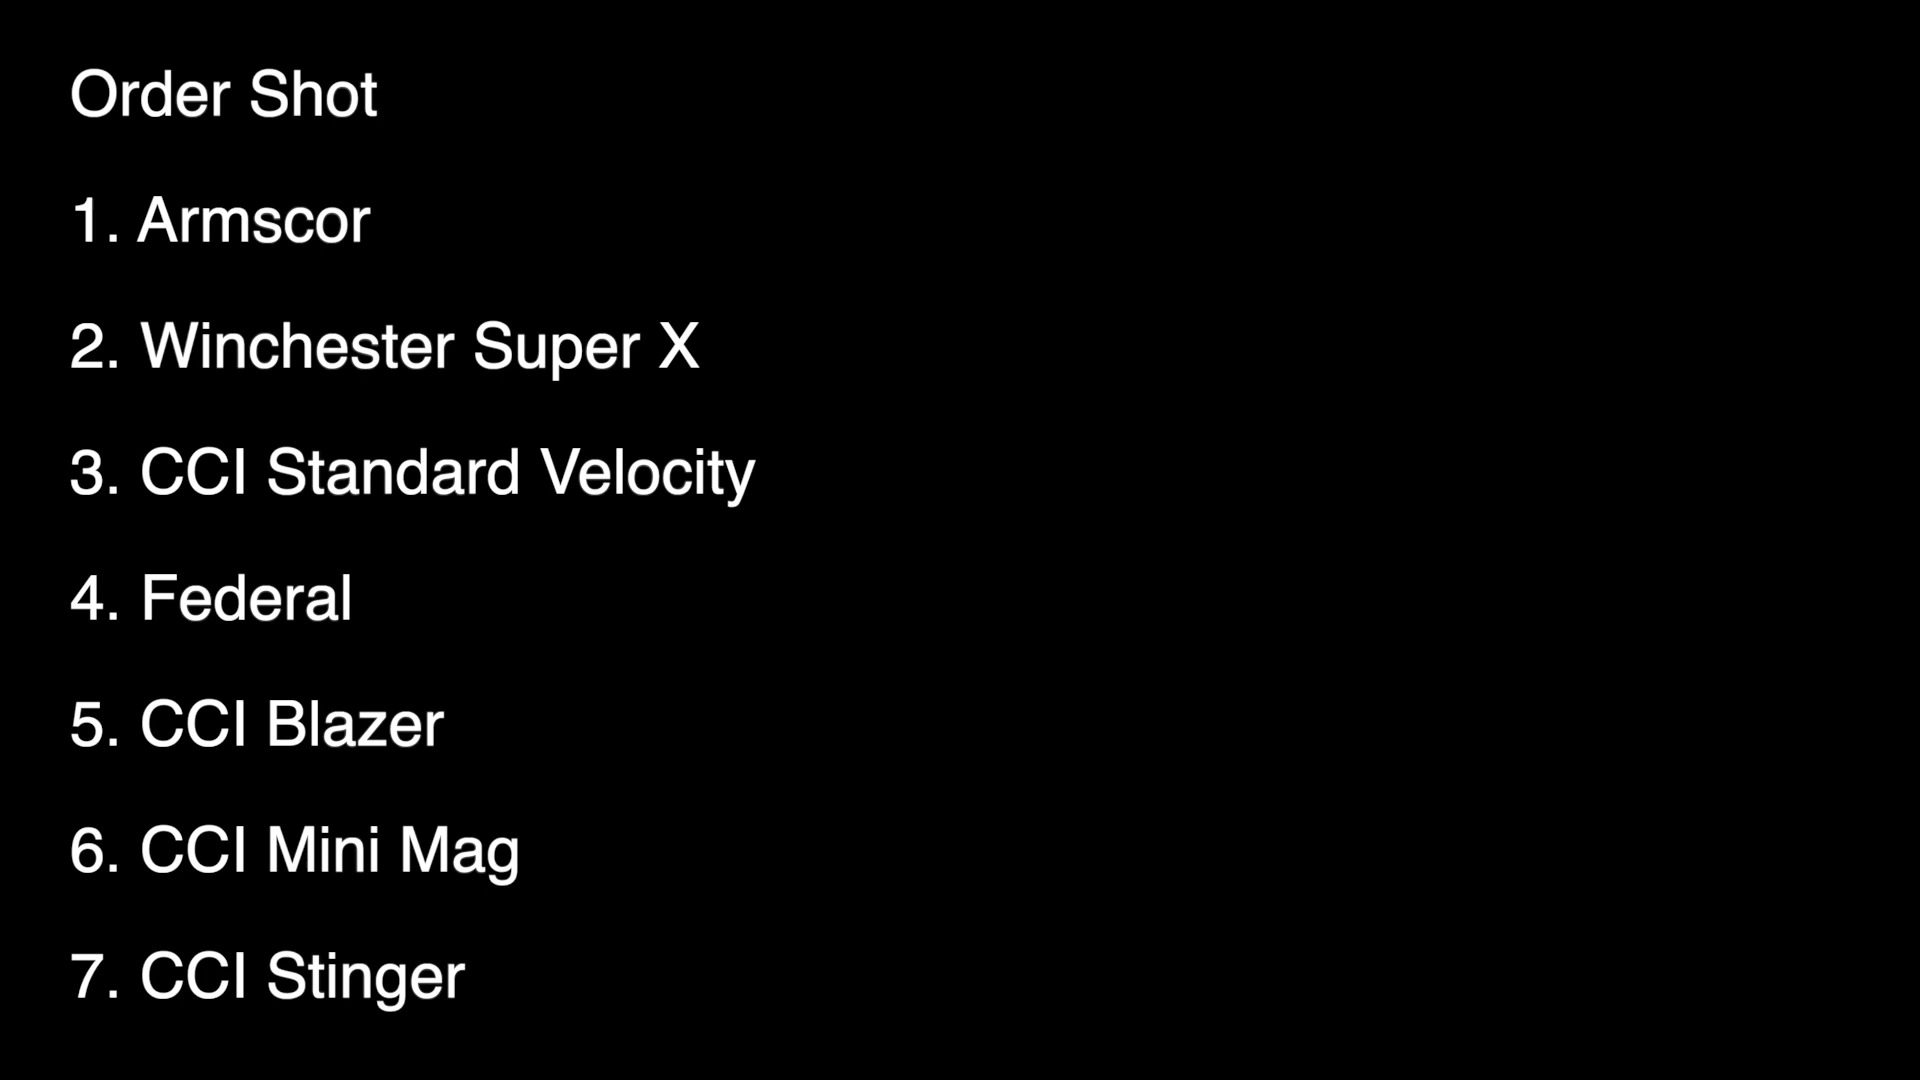 Order Shot
1. Armscor
2. Winchester Super X
3. CCI Standard Velocity
4. Federal
5. CCI Blazer
6. CCI Mini Mag
7. CCI Stinger